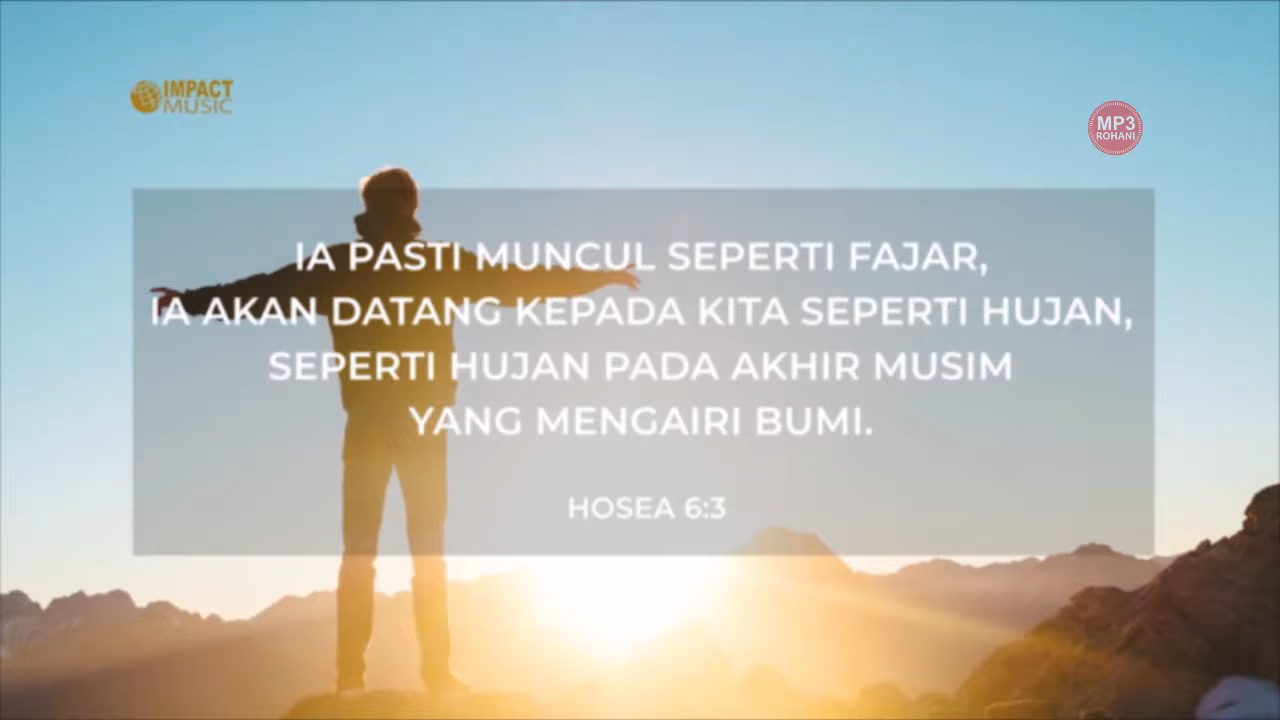 IMPACT
MUSIC
MP3
ROHANI
IA PASTI MUNCUL SEPERTI FAJAR,
IA AKAN DATANG KEPADA KITA SEPERTI HUJAN,
SEPERTI HUJAN PADA AKHIR MUSIM
YANG MENGAIRI BUMI.
HOSEA 6:3